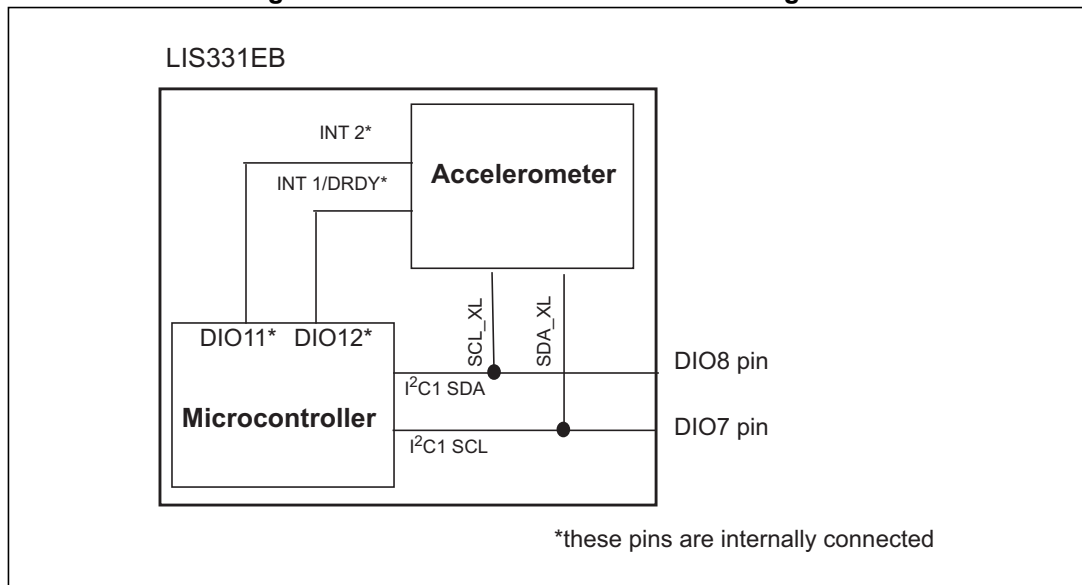 LIS331EB
INT 2*
INT 1/DRDY*
Accelerometer
SCL_XL
SDA_XL
DIO11* DIO12*
DIO8 pin
I²C1 SDA
Microcontroller
DIO7 pin
I²C1 SCL
*these pins are internally connected